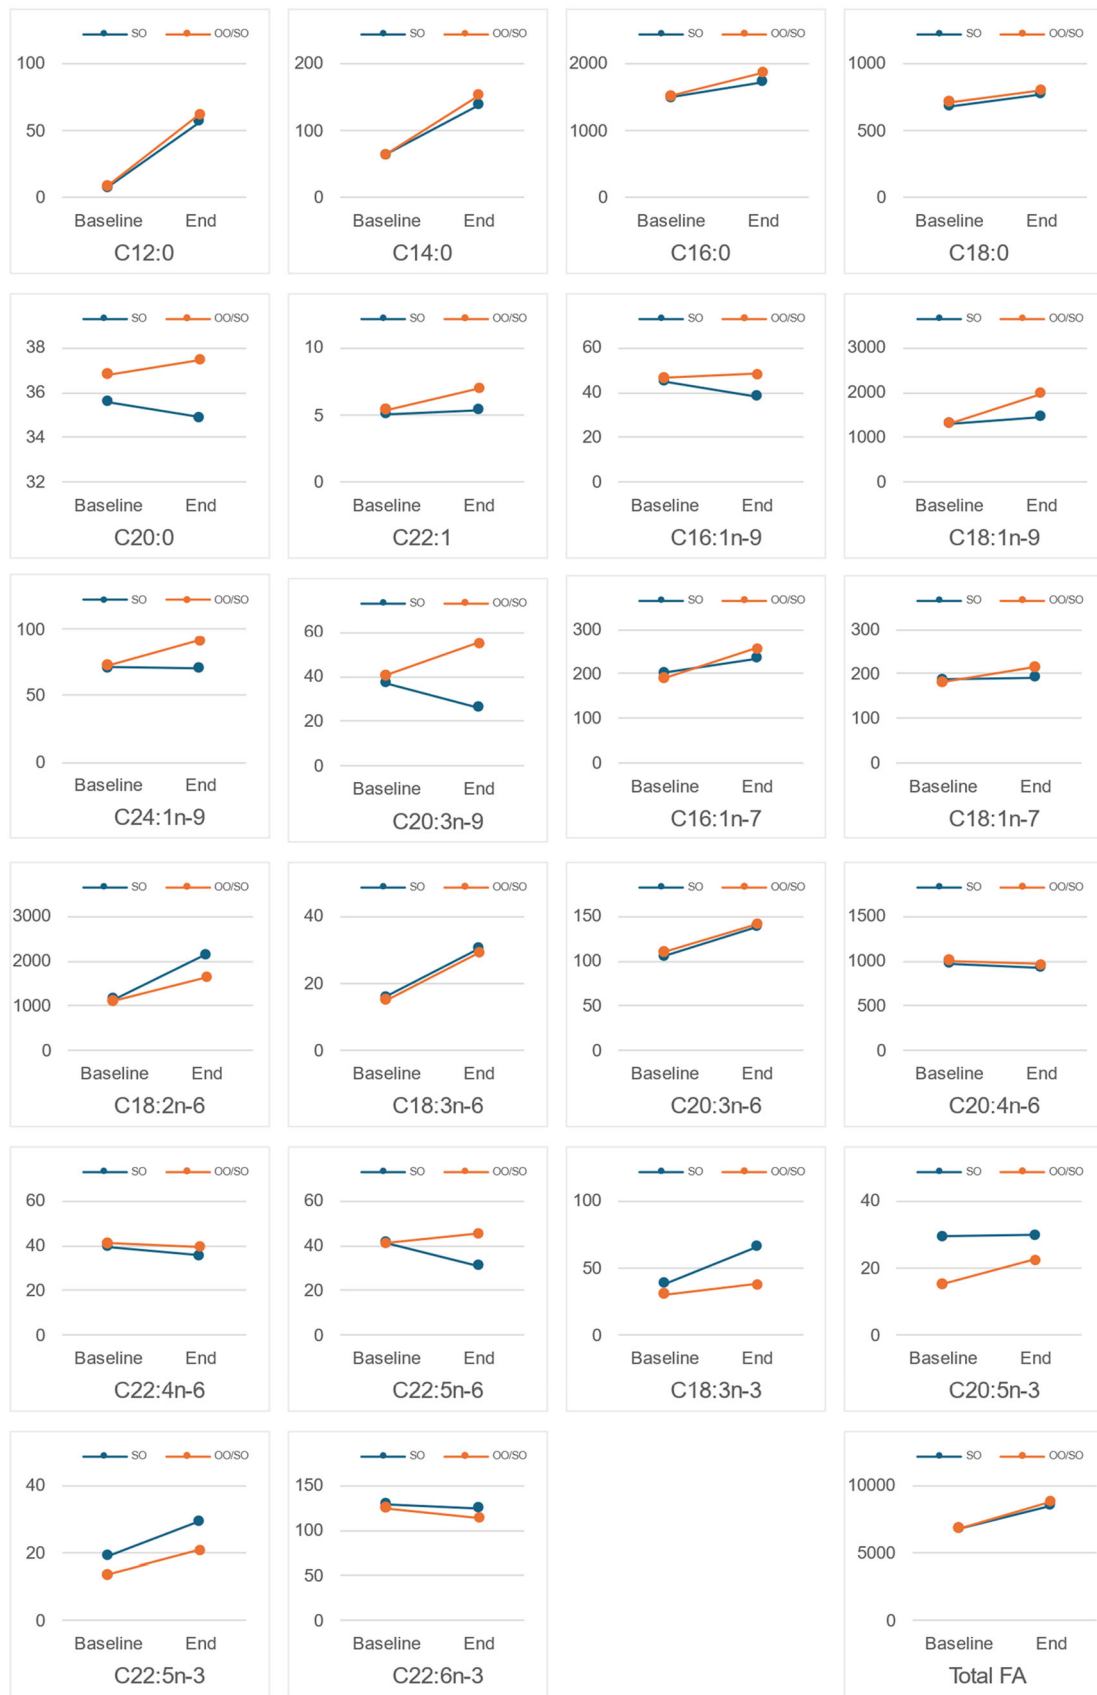 SO OO/SO
100
50
0
Baseline End
C12:0
SO OO/SO
200
100
0
Baseline End
C14:0
SO OO/SO
2000
1000
0
Baseline End
C16:0
SO OO/SO
1000
500
0
Baseline End
C18:0
SO OO/SO
38
36
34
32
Baseline End
C20:0
SO OO/SO
10
5
0
Baseline End
C22:1
SO OO/SO
60
40
20
0
Baseline End
C16:1n-9
SO OO/SO
3000
2000
1000
0
Baseline End
C18:1n-9
SO OO/SO
100
50
0
Baseline End
C24:1n-9
SO OO/SO
60
40
20
0
Baseline End
C20:3n-9
SO OO/SO
300
200
100
0
Baseline End
C16:1n-7
SO OO/SO
300
200
100
0
Baseline End
C18:1n-7
SO OO/SO
3000
2000
1000
0
Baseline End
C18:2n-6
SO OO/SO
40
20
0
Baseline End
C18:3n-6
SO OO/SO
150
100
50
0
Baseline End
C20:3n-6
SO OO/SO
1500
1000
500
0
Baseline End
C20:4n-6
SO OO/SO
60
40
20
0
Baseline End
C22:4n-6
SO OO/SO
60
40
20
0
Baseline End
C22:5n-6
SO OO/SO
100
50
0
Baseline End
C18:3n-3
SO OO/SO
40
20
0
Baseline End
C20:5n-3
SO OO/SO
40
20
0
Baseline End
C22:5n-3
SO OO/SO
150
100
50
0
Baseline End
C22:6n-3
SO OO/SO
10000
5000
0
Baseline End
Total FA